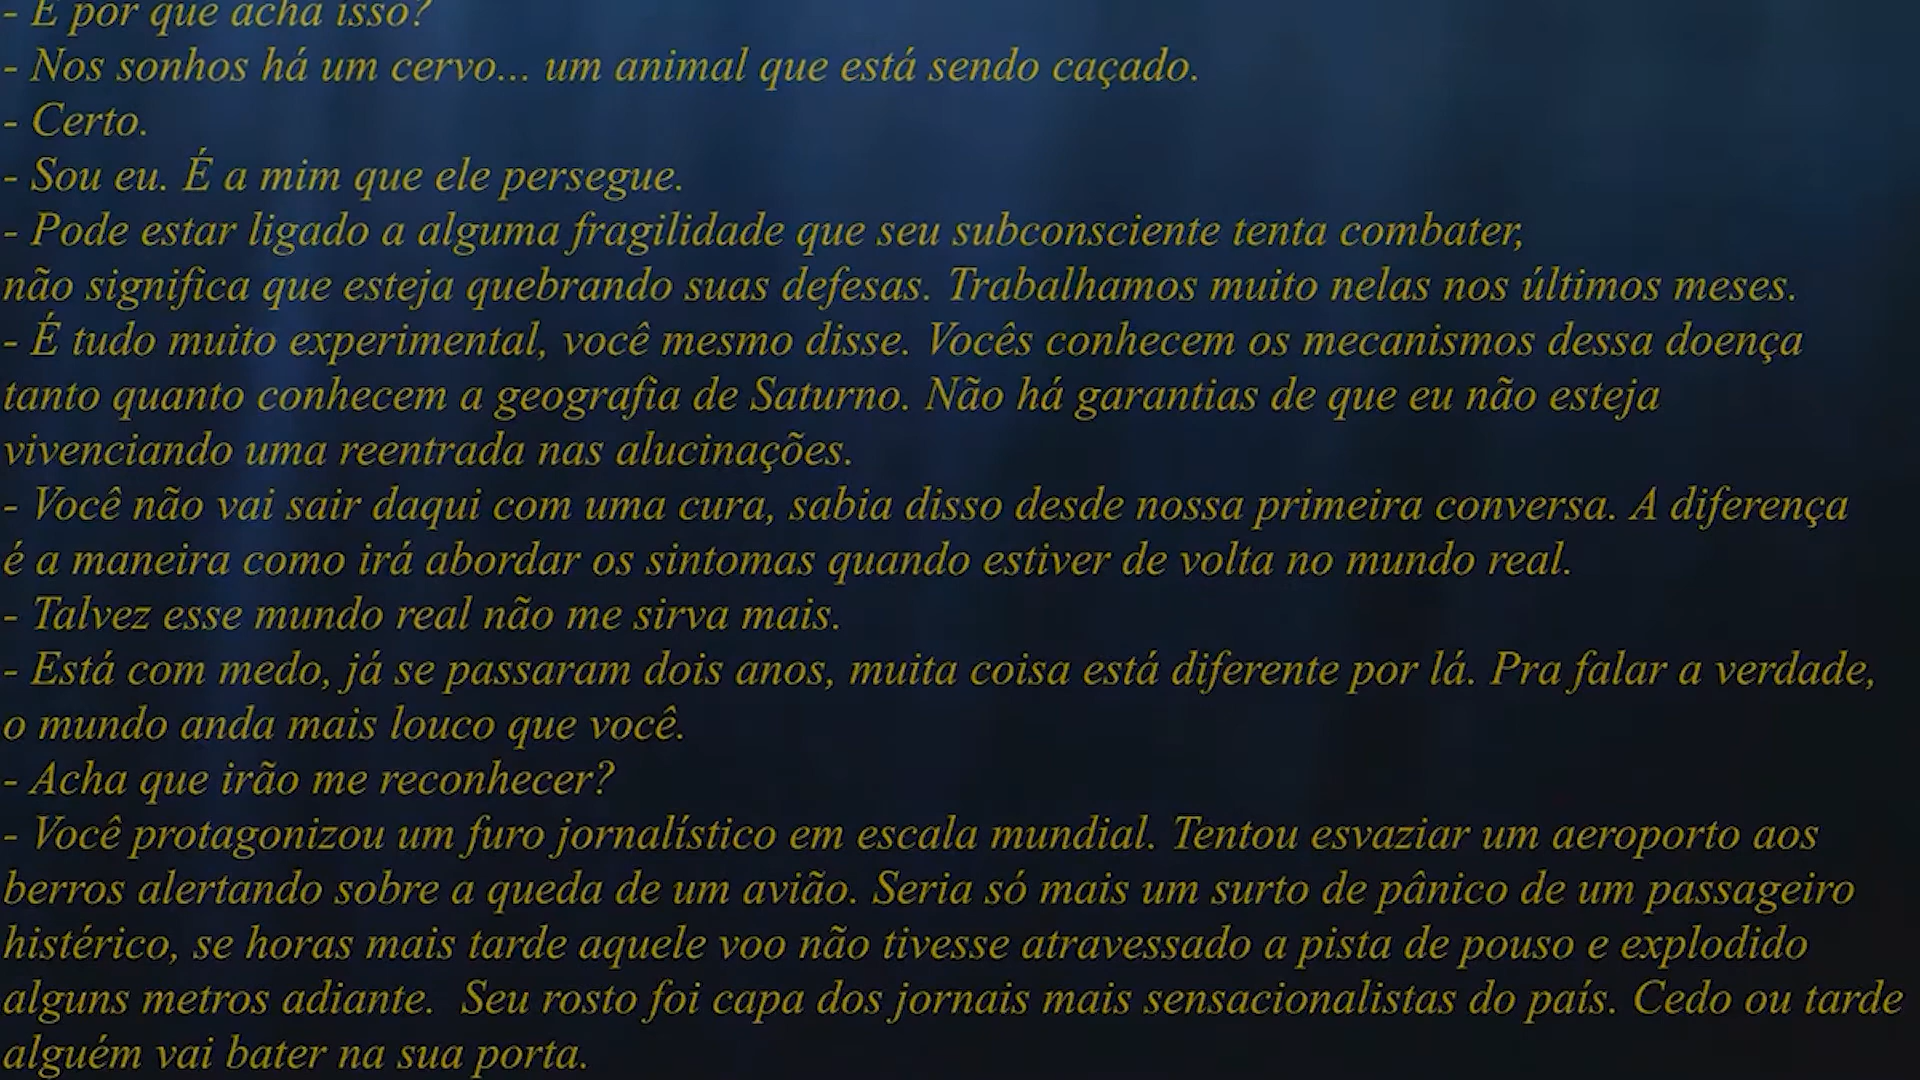 - E por que acha isso?
- Nos sonhos há um cervo... um animal que está sendo caçado.
- Certo.
- Sou eu. É a mim que ele persegue.
- Pode estar ligado a alguma fragilidade que seu subconsciente tenta combater,
não significa que esteja quebrando suas defesas. Trabalhamos muito nelas nos últimos meses.
- É tudo muito experimental, você mesmo disse. Vocês conhecem os mecanismos dessa doença
tanto quanto conhecem a geografia de Saturno. Não há garantias de que eu não esteja
vivenciando uma reentrada nas alucinações.
- Você não vai sair daqui com uma cura, sabia disso desde nossa primeira conversa. A diferença
é a maneira como irá abordar os sintomas quando estiver de volta no mundo real.
- Talvez esse mundo real não me sirva mais.
- Está com medo, já se passaram dois anos, muita coisa está diferente por lá. Pra falar a verdade,
o mundo anda mais louco que você.
- Acha que irão me reconhecer?
- Você protagonizou um furo jornalístico em escala mundial. Tentou esvaziar um aeroporto aos
berros alertando sobre a queda de um avião. Seria só mais um surto de pânico de um passageiro
histérico, se horas mais tarde aquele voo não tivesse atravessado a pista de pouso e explodido
alguns metros adiante.  Seu rosto foi capa dos jornais mais sensacionalistas do país. Cedo ou tarde
alguém vai bater na sua porta.